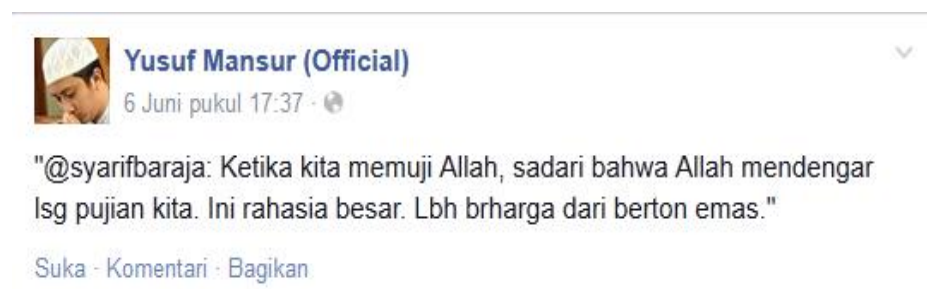 Yusuf Mansur (Official)
6 Juni pukul 17:37 ·
"@syarifbaraja: Ketika kita memuji Allah, sadari bahwa Allah mendengar
lsg pujian kita. Ini rahasia besar. Lbh brharga dari berton emas."
Suka · Komentari · Bagikan